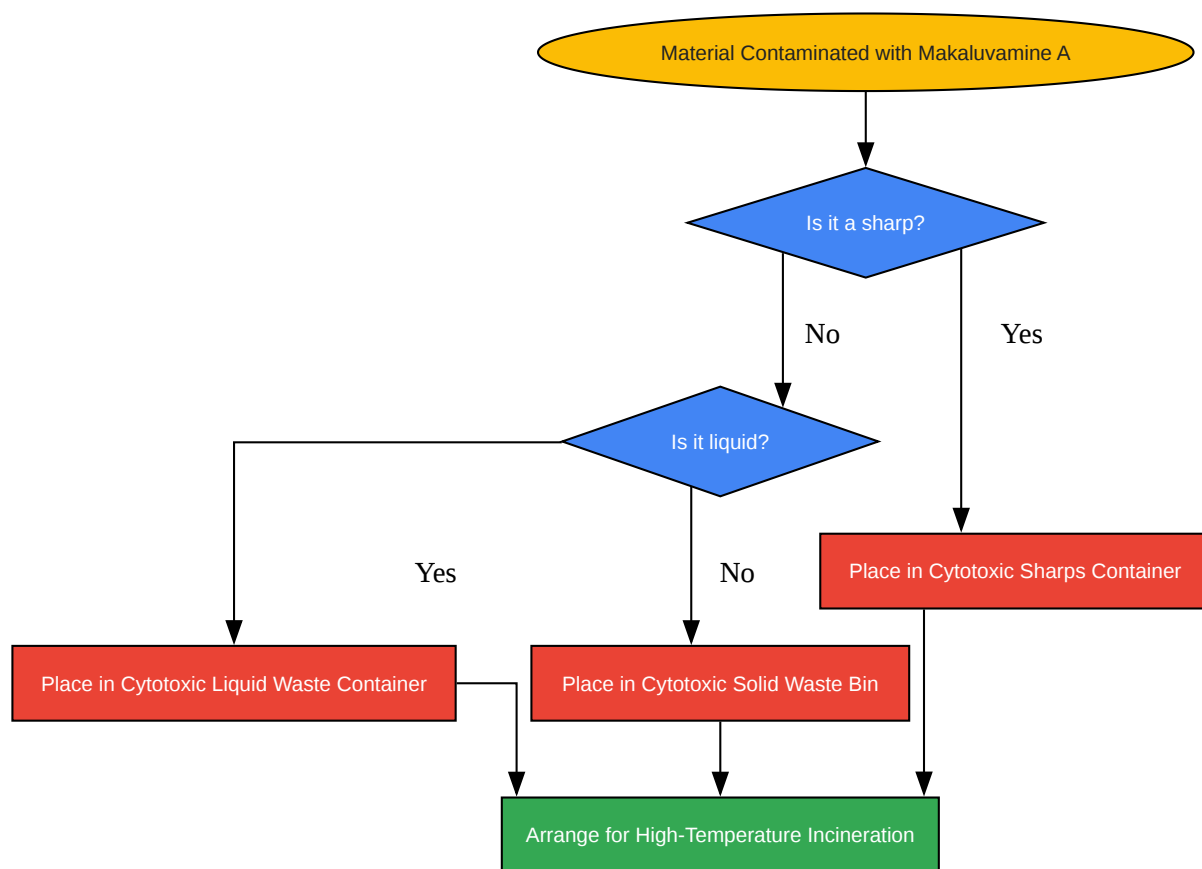 Material Contaminated with Makaluvamine A
Is it a sharp?
No
Yes
Is it liquid?
Yes
No
Place in Cytotoxic Sharps Container
Place in Cytotoxic Liquid Waste Container
Place in Cytotoxic Solid Waste Bin
Arrange for High-Temperature Incineration